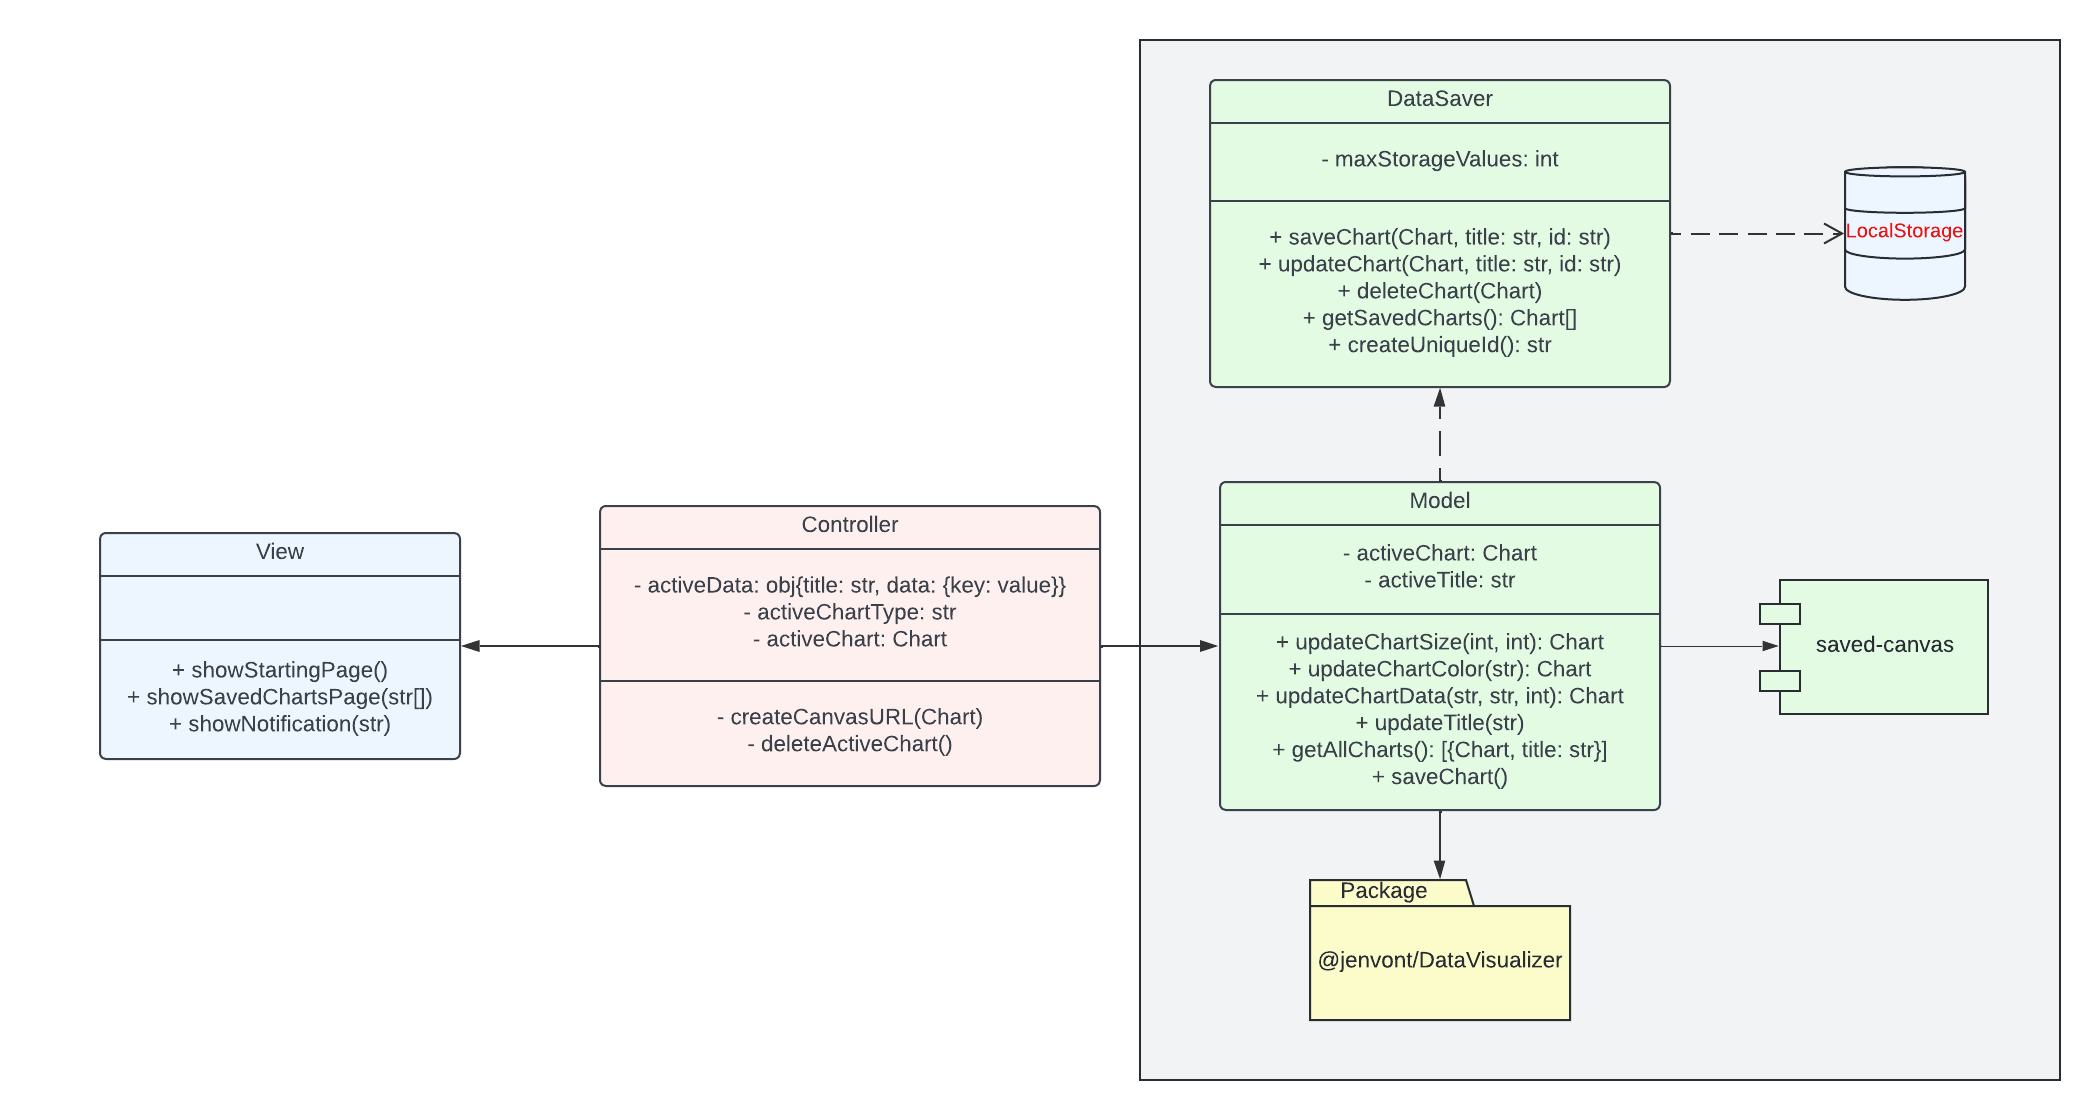 DataSaver
- maxStorageValues: int
+ saveChart(Chart, title: str, id: str)
+ updateChart(Chart, title: str, id: str)
+ deleteChart(Chart)
+ getSavedCharts(): Chart[]
+ createUniqueId(): str
LocalStorage
View
+ showStartingPage()
+ showSavedChartsPage(str[])
+ showNotification(str)
Controller
- activeData: obj{title: str, data: {key: value}}
- activeChartType: str
- activeChart: Chart
- createCanvasURL(Chart)
- deleteActiveChart()
Model
- activeChart: Chart
- activeTitle: str
+ updateChartSize(int, int): Chart
+ updateChartColor(str): Chart
+ updateChartData(str, str, int): Chart
+ updateTitle(str)
+ getAllCharts(): [{Chart, title: str}]
+ saveChart()
saved-canvas
Package
@jenvont/DataVisualizer